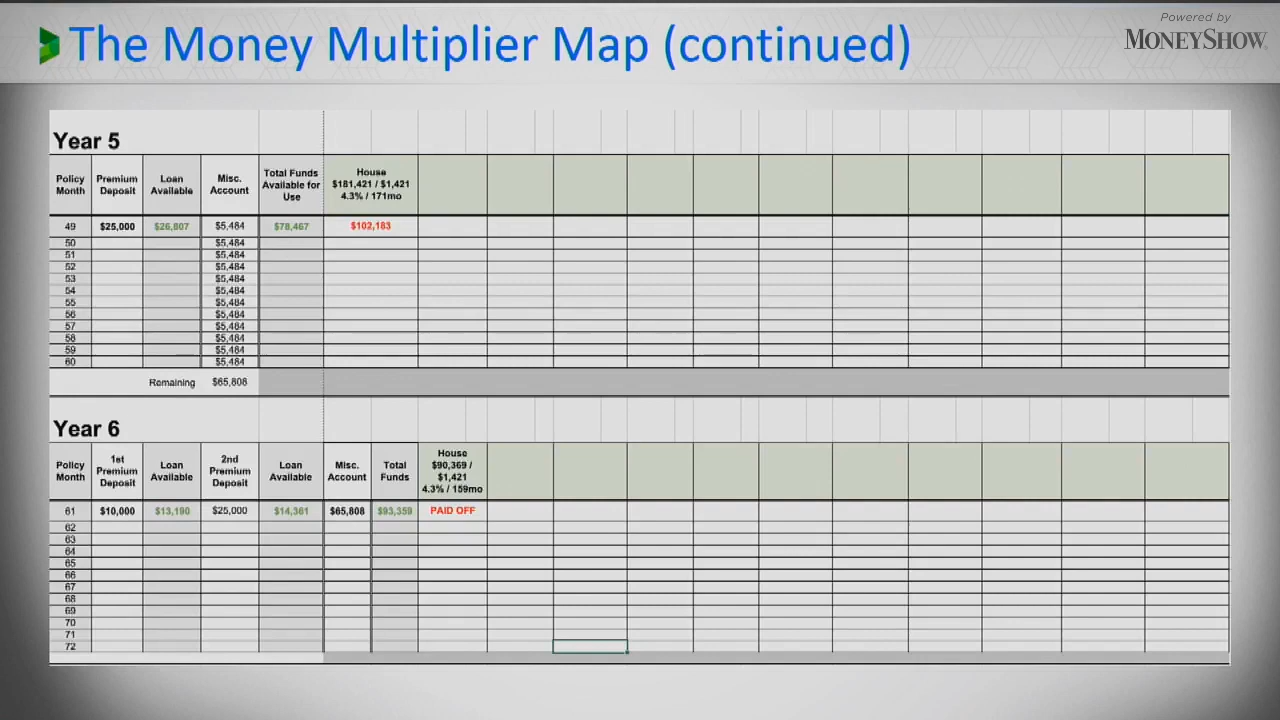 Powered by
MONEYSHOW
The Money Multiplier Map (continued)
Year 5
Policy Month Premium Deposit Loan Available Misc. Account Total Funds Available for Use House $181,421 / $1,421 4.3% / 171mo
49 $25,000 $26,807 $5,484 $78,467 $102,183
50 $5,484
51 $5,484
52 $5,484
53 $5,484
54 $5,484
55 $5,484
56 $5,484
57 $5,484
58 $5,484
59 $5,484
60 $5,484
Remaining $65,808
Year 6
Policy Month 1st Premium Deposit Loan Available 2nd Premium Deposit Loan Available Misc. Account Total Funds House $90,369 / $1,421 4.3% / 159mo
61 $10,000 $13,190 $25,000 $14,361 $65,808 $93,359 PAID OFF
62
63
64
65
66
67
68
69
70
71
72